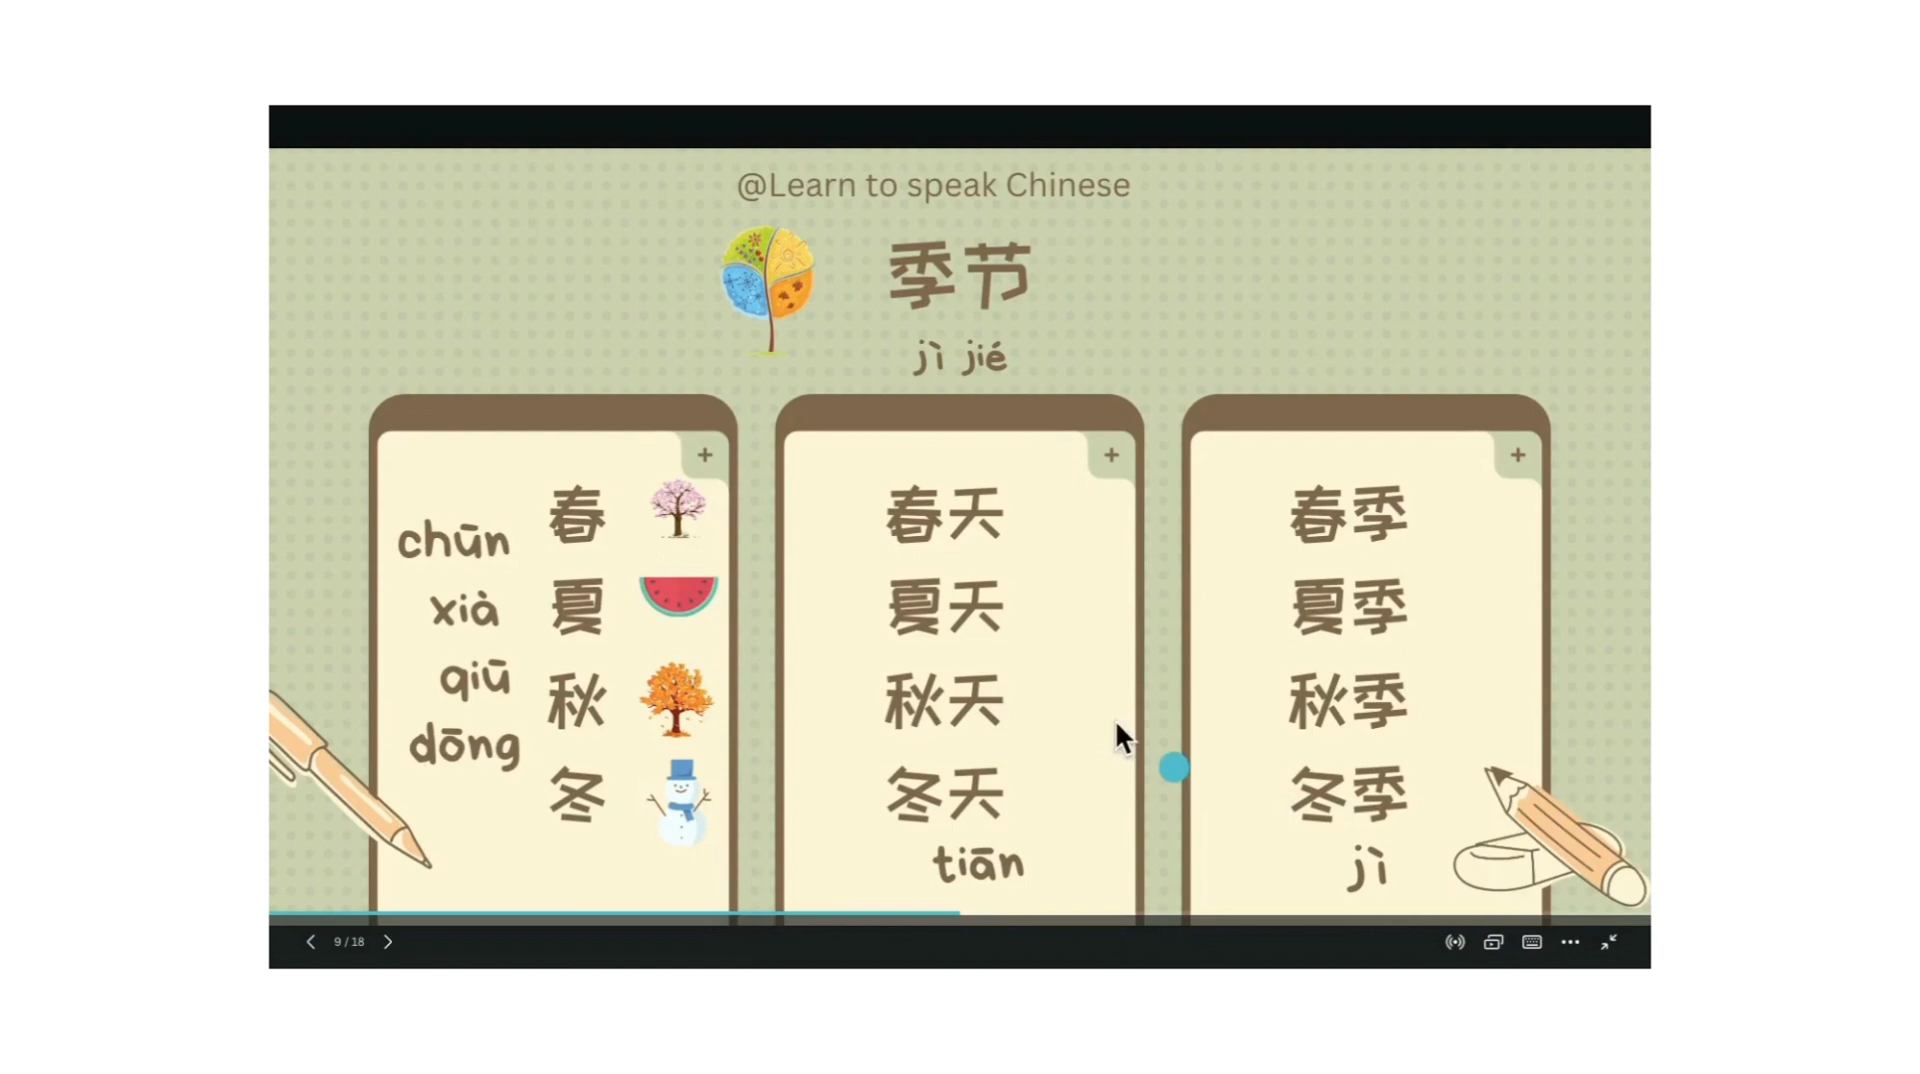 @Learn to speak Chinese
季节
jì jié
+
chūn
xià
qiū
dōng
春
夏
秋
冬
+
春天
夏天
秋天
冬天
tiān
+
春季
夏季
秋季
冬季
jì
9 / 18